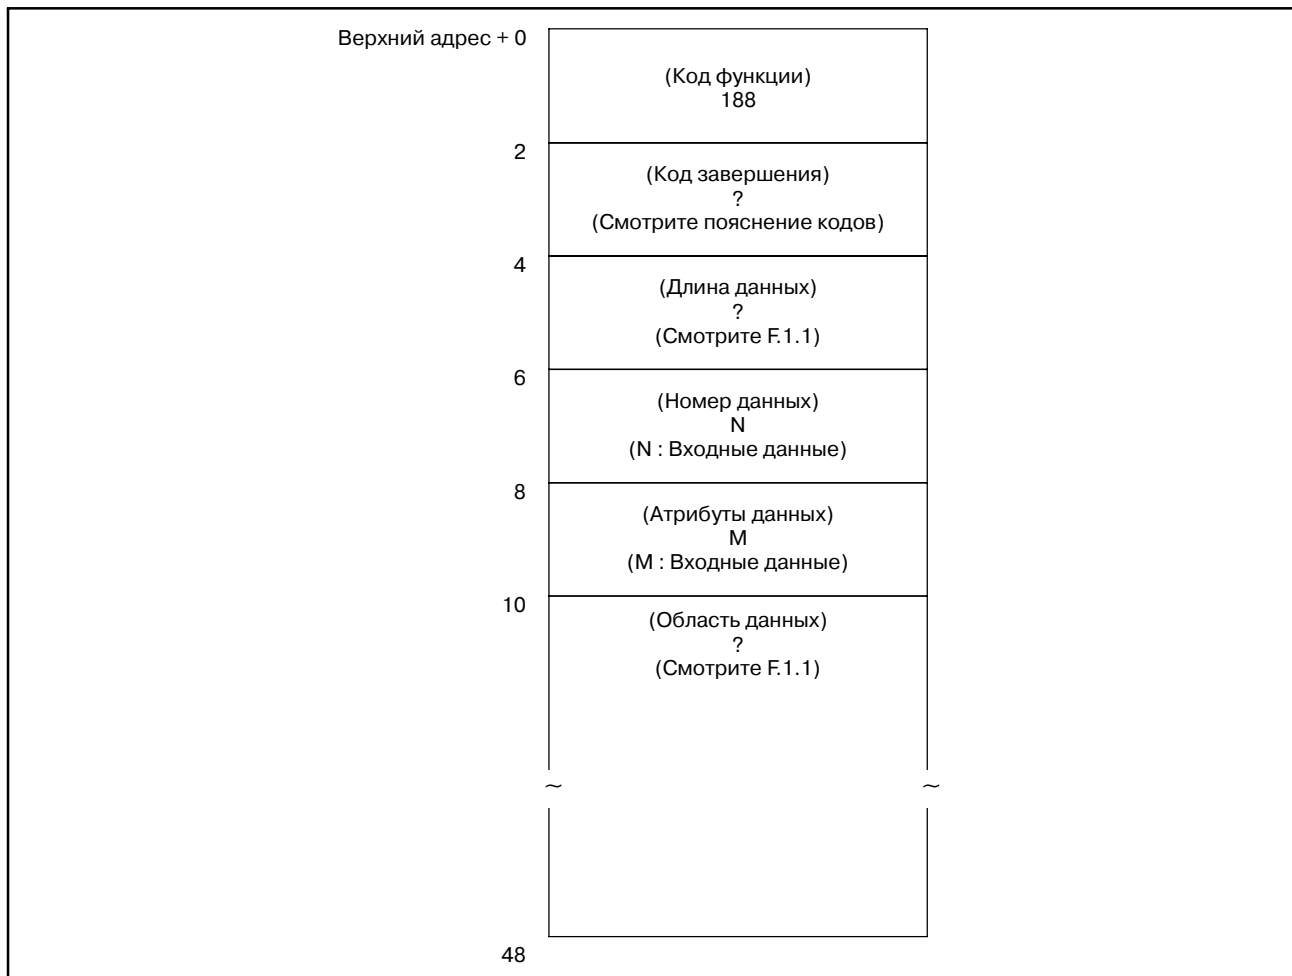 Верхний адрес + 0
(Код функции)
188
2
(Код завершения)
?
(Смотрите пояснение кодов)
4
(Длина данных)
?
(Смотрите F.1.1)
6
(Номер данных)
N
(N : Входные данные)
8
(Атрибуты данных)
M
(M : Входные данные)
10
(Область данных)
?
(Смотрите F.1.1)
~ ~
48